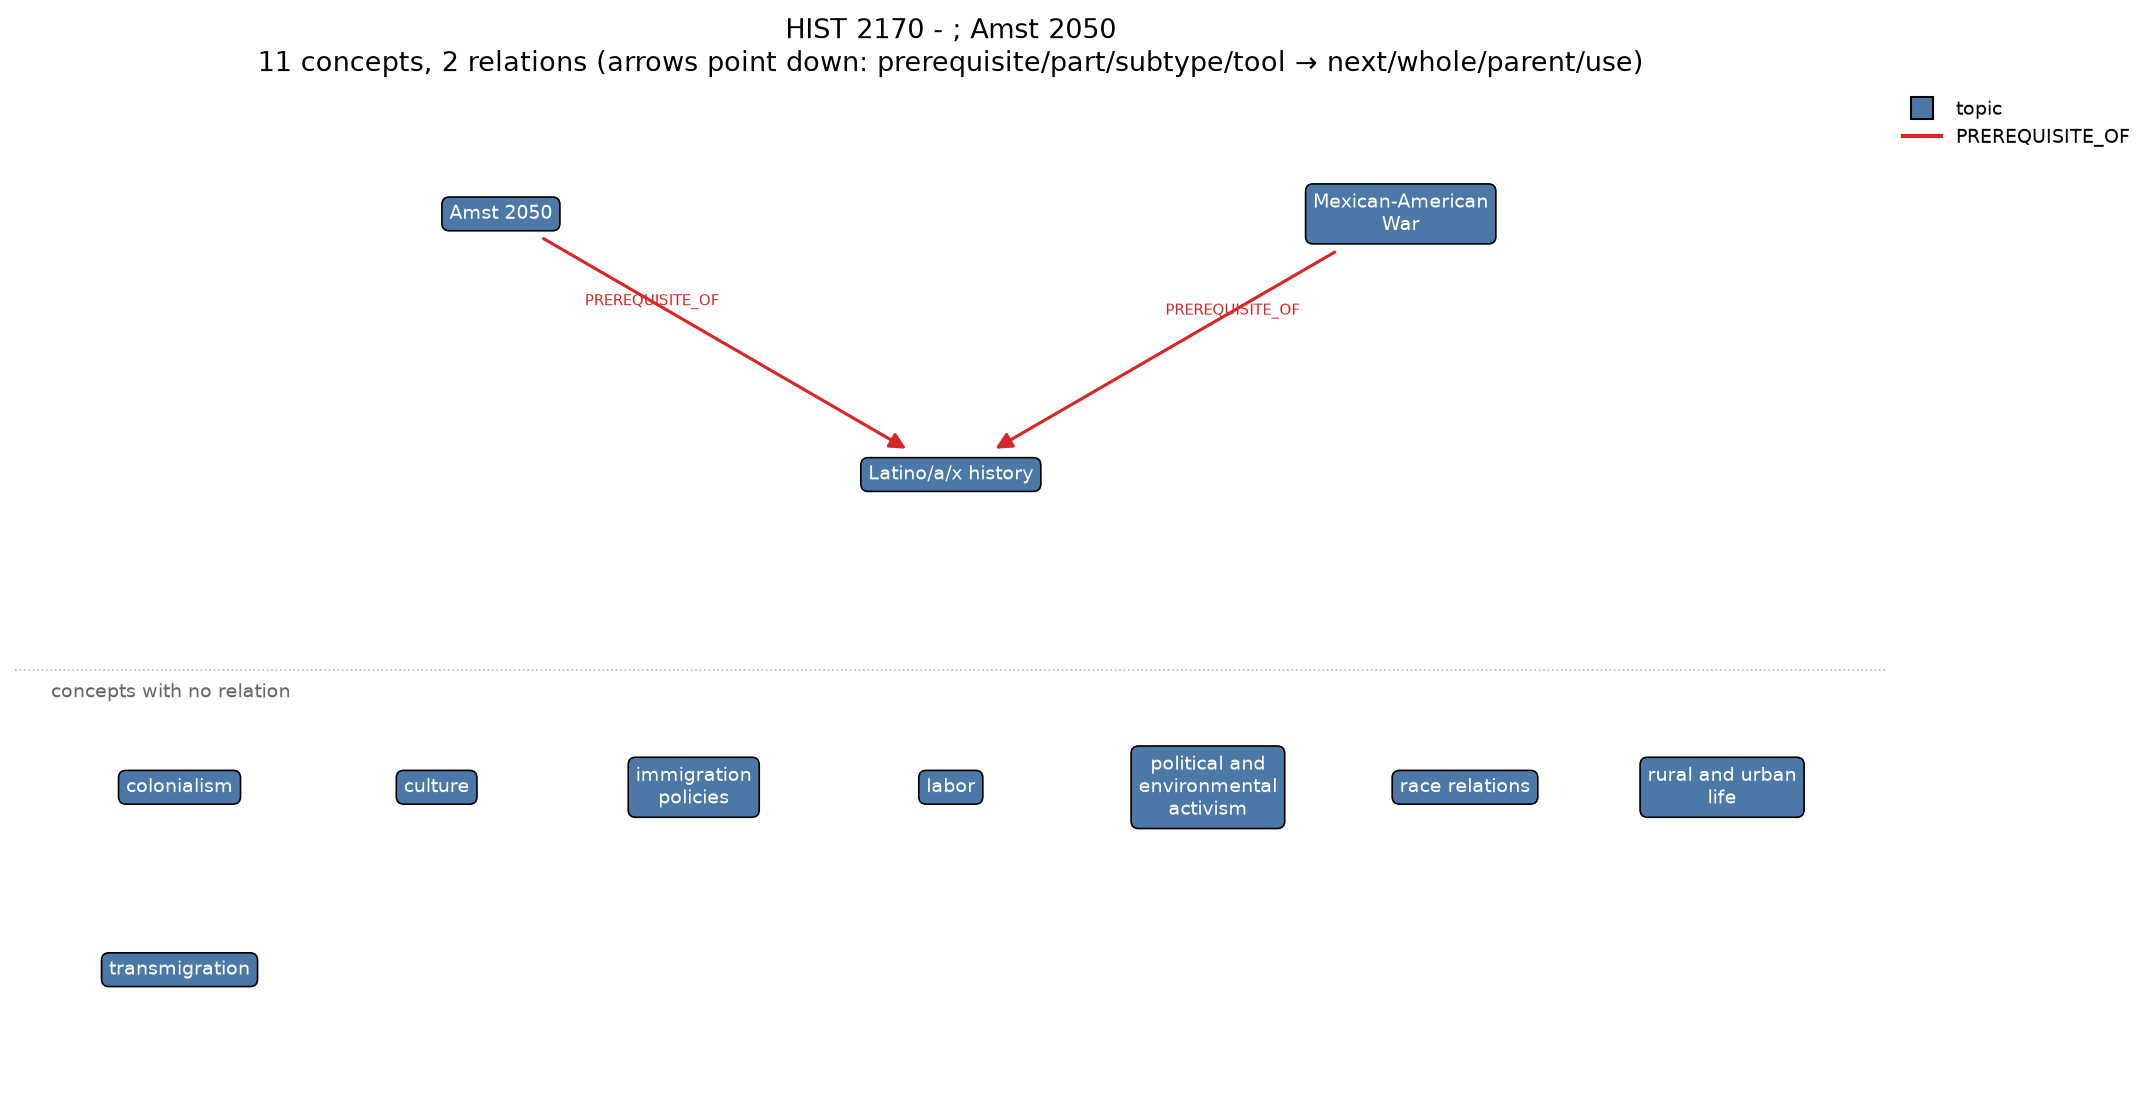 HIST 2170 - ; Amst 2050
11 concepts, 2 relations (arrows point down: prerequisite/part/subtype/tool → next/whole/parent/use)
topic
PREREQUISITE_OF
Amst 2050
Mexican-American
War
PREREQUISITE_OF
PREREQUISITE_OF
Latino/a/x history
concepts with no relation
colonialism
culture
immigration
policies
labor
political and
environmental
activism
race relations
rural and urban
life
transmigration